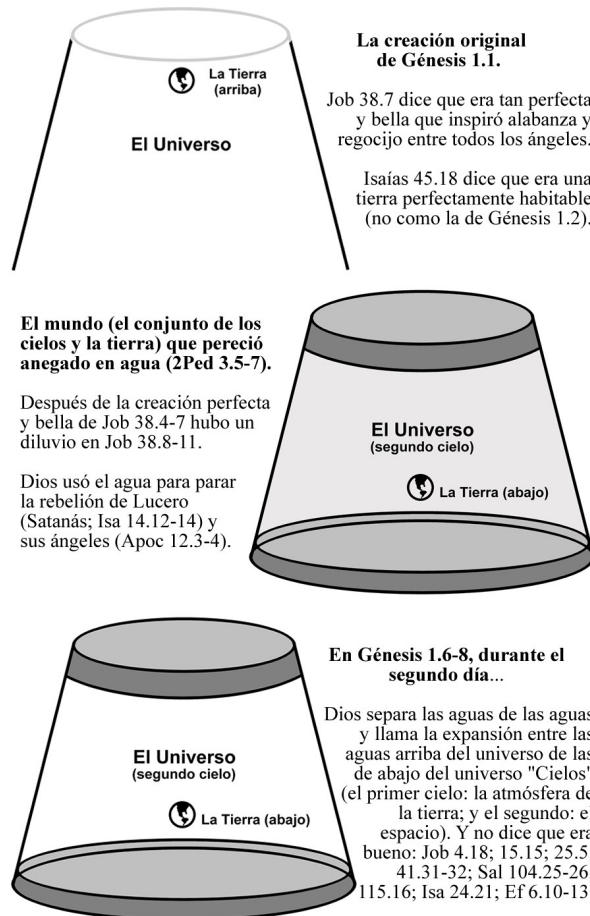 La creación original
de Génesis 1.1.
Job 38.7 dice que era tan perfecta
y bella que inspiró alabanza y
regocijo entre todos los ángeles.
Isaías 45.18 dice que era una
tierra perfectamente habitable
(no como la de Génesis 1.2).
La Tierra
(arriba)
El Universo
El mundo (el conjunto de los
cielos y la tierra) que pereció
anegado en agua (2Ped 3.5-7).
Después de la creación perfecta
y bella de Job 38.4-7 hubo un
diluvio en Job 38.8-11.
Dios usó el agua para parar
la rebelión de Lucero
(Satanás; Isa 14.12-14) y
sus ángeles (Apoc 12.3-4).
El Universo
(segundo cielo)
La Tierra (abajo)
En Génesis 1.6-8, durante el
segundo día...
Dios separa las aguas de las aguas
y llama la expansión entre las
aguas arriba del universo de las
de abajo del universo "Cielos"
(el primer cielo: la atmósfera de
la tierra; y el segundo: el
espacio). Y no dice que era
bueno: Job 4.18; 15.15; 25.5
41.31-32; Sal 104.25-26
115.16; Isa 24.21; Ef 6.10-13
El Universo
(segundo cielo)
La Tierra (abajo)